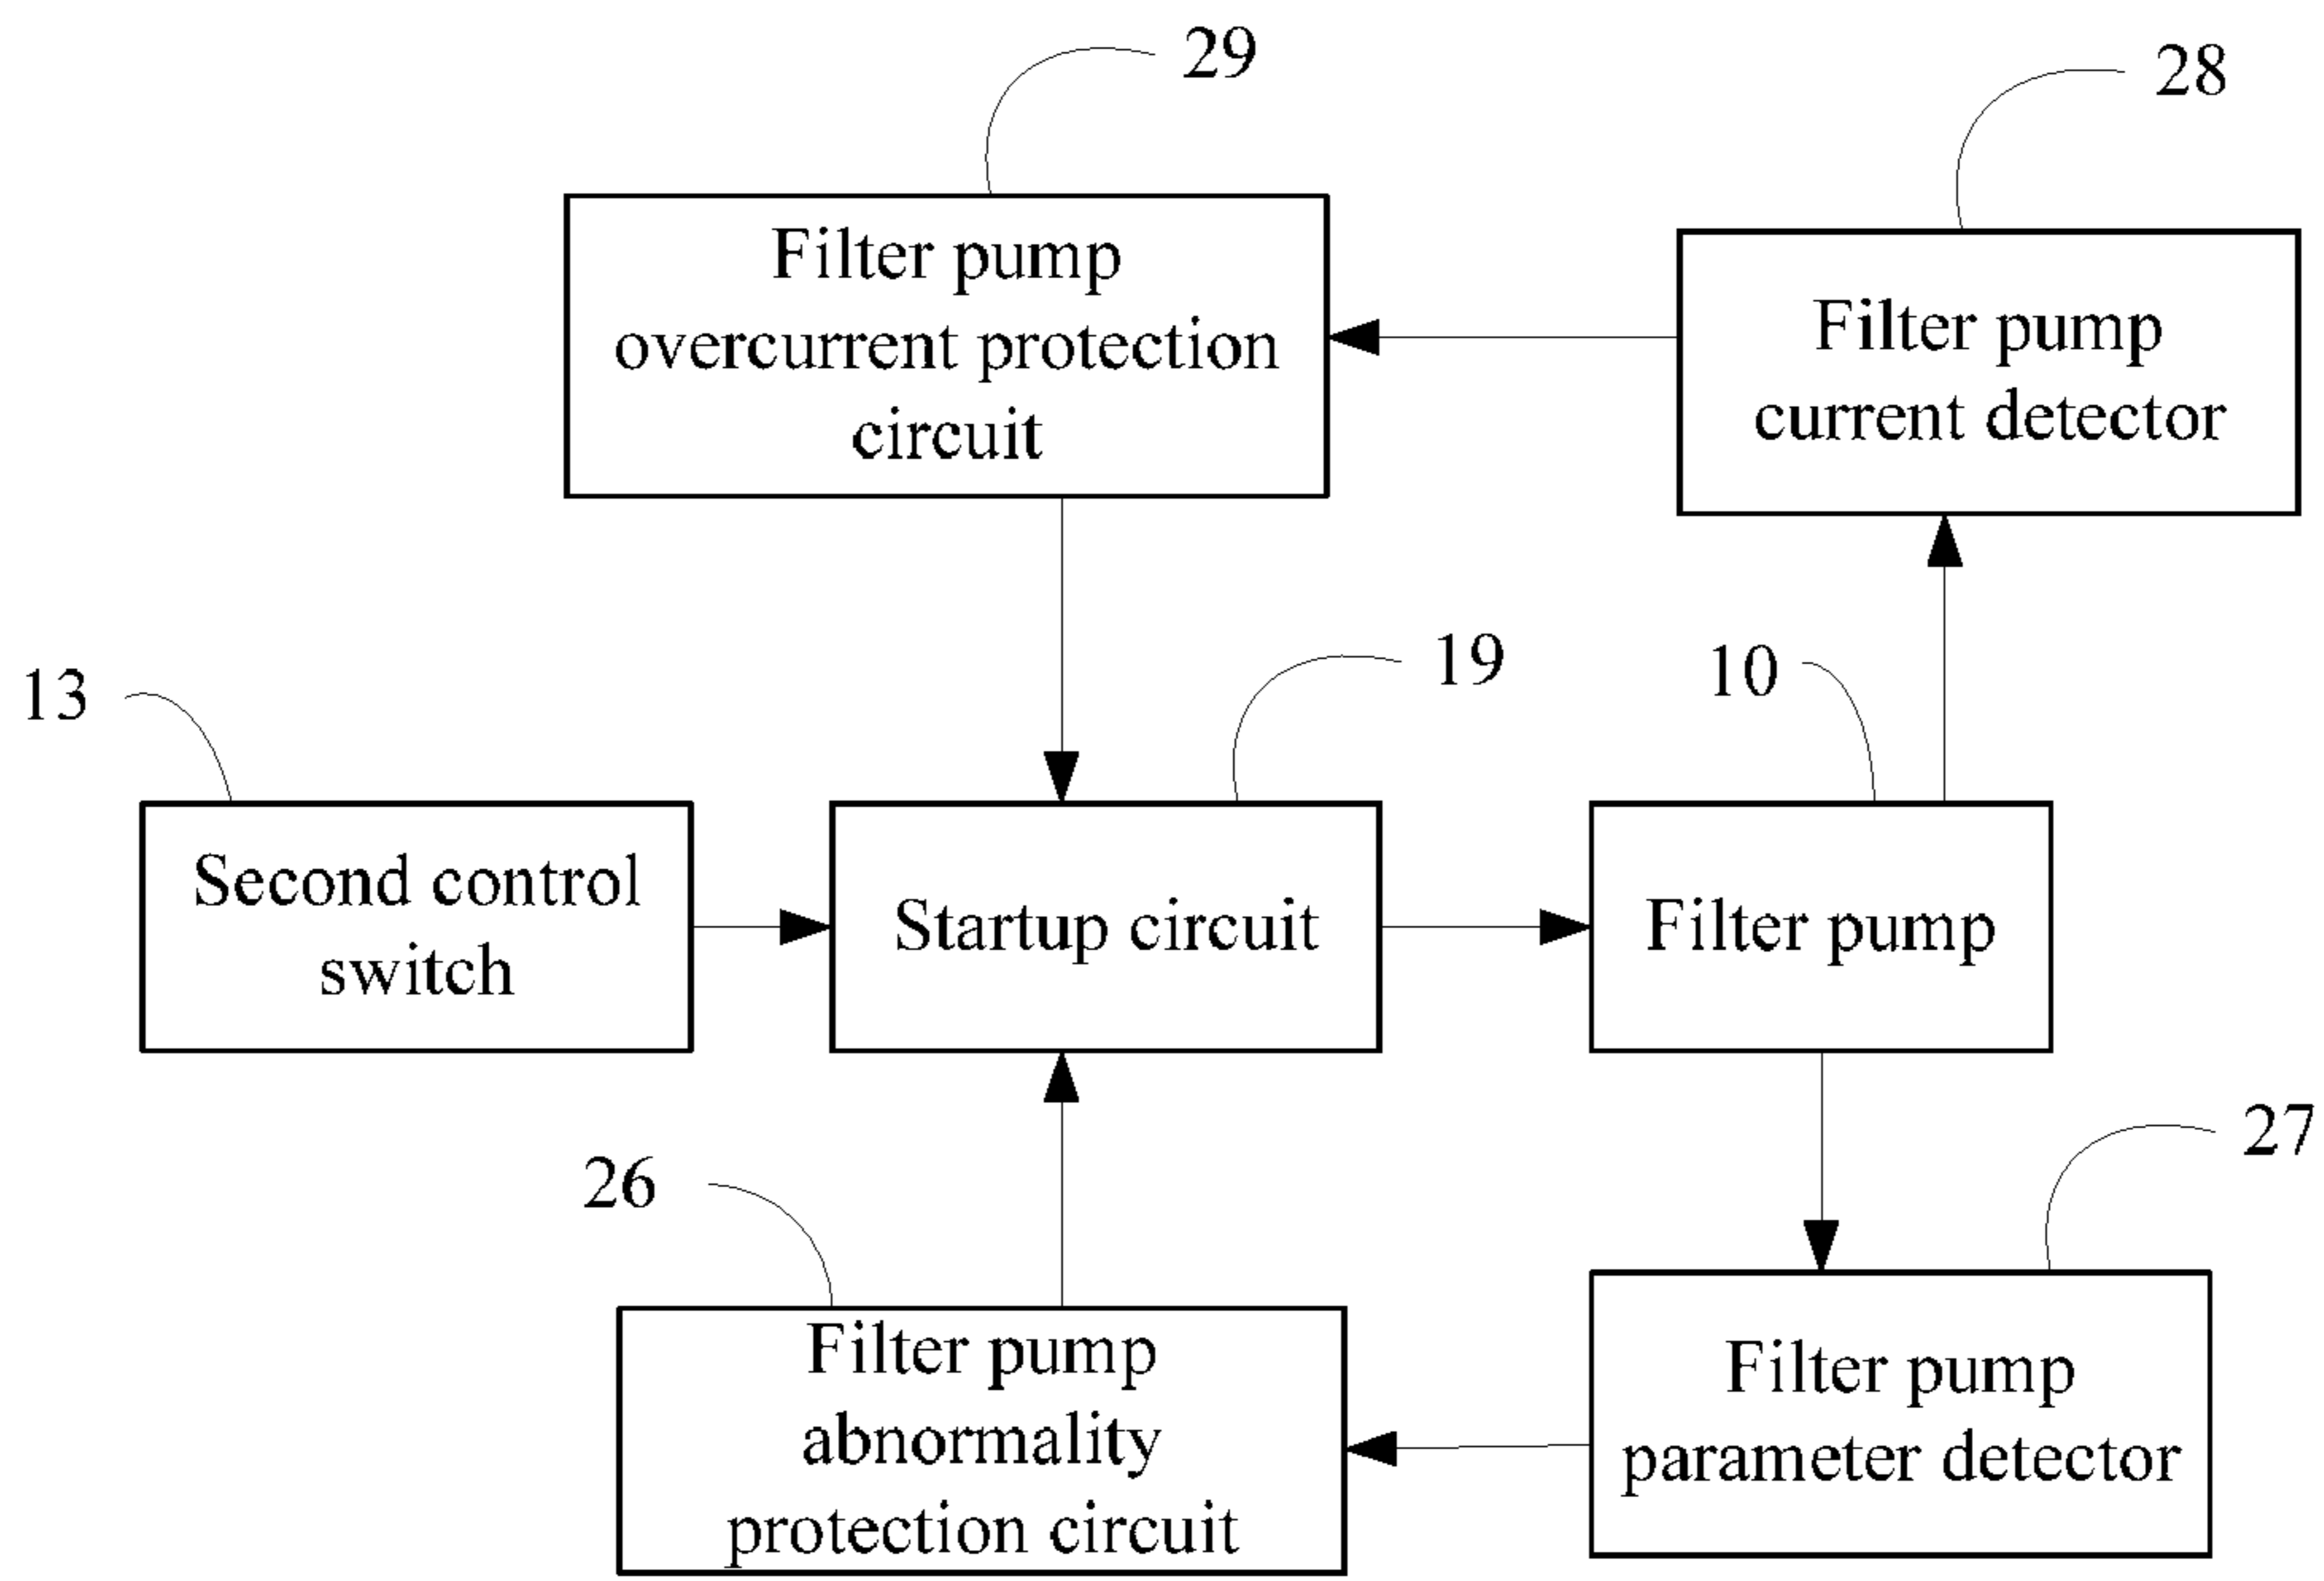 29
28
Filter pump
overcurrent protection
circuit
Filter pump
current detector
13
19
10
Second control
switch
Startup circuit
Filter pump
26
27
Filter pump
abnormality
protection circuit
Filter pump
parameter detector